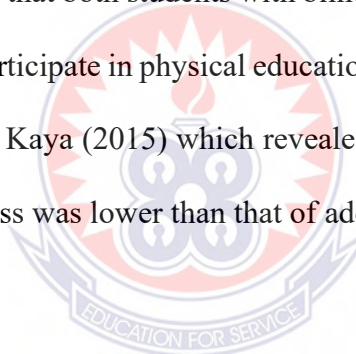 that both students with
rticipate in physical educatio
Kaya (2015) which reveale
ss was lower than that of ad
EDUCATION FOR SERVICE